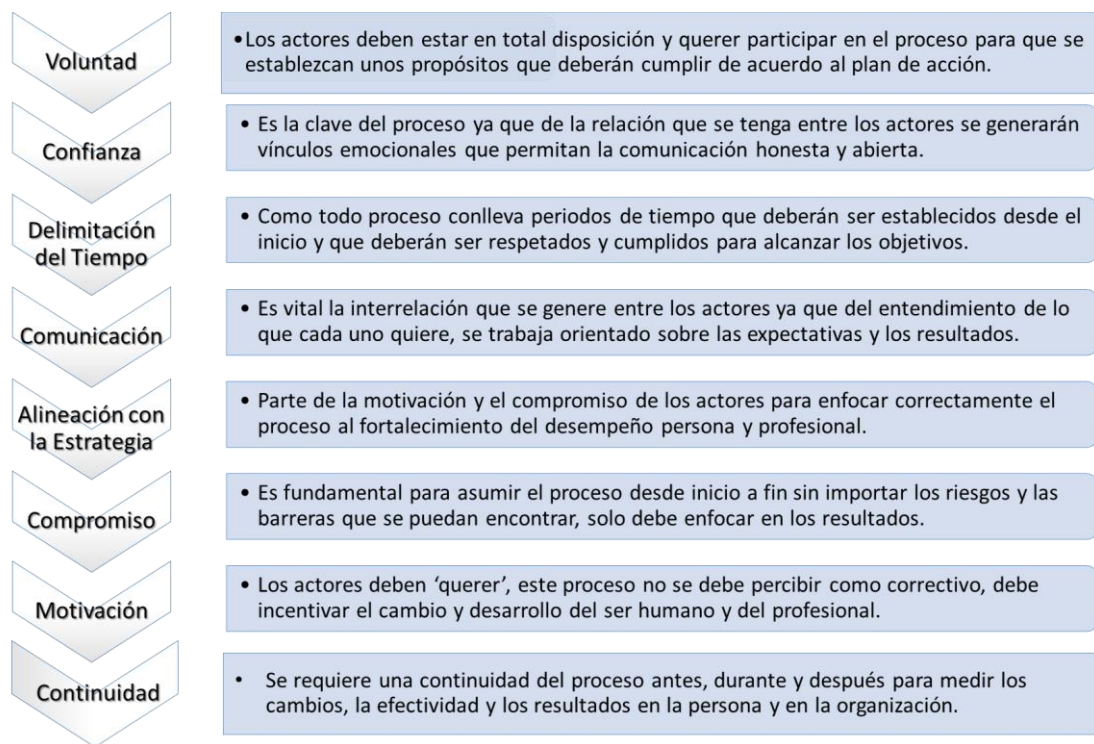 Voluntad
•Los actores deben estar en total disposición y querer participar en el proceso para que se
establezcan unos propósitos que deberán cumplir de acuerdo al plan de acción.
Confianza
• Es la clave del proceso ya que de la relación que se tenga entre los actores se generarán
vínculos emocionales que permitan la comunicación honesta y abierta.
Delimitación
del Tiempo
• Como todo proceso conlleva periodos de tiempo que deberán ser establecidos desde el
inicio y que deberán ser respetados y cumplidos para alcanzar los objetivos.
Comunicación
• Es vital la interrelación que se genere entre los actores ya que del entendimiento de lo
que cada uno quiere, se trabaja orientado sobre las expectativas y los resultados.
Alineación con
la Estrategia
• Parte de la motivación y el compromiso de los actores para enfocar correctamente el
proceso al fortalecimiento del desempeño persona y profesional.
Compromiso
• Es fundamental para asumir el proceso desde inicio a fin sin importar los riesgos y las
barreras que se puedan encontrar, solo debe enfocar en los resultados.
Motivación
• Los actores deben ‘querer’, este proceso no se debe percibir como correctivo, debe
incentivar el cambio y desarrollo del ser humano y del profesional.
Continuidad
• Se requiere una continuidad del proceso antes, durante y después para medir los
cambios, la efectividad y los resultados en la persona y en la organización.